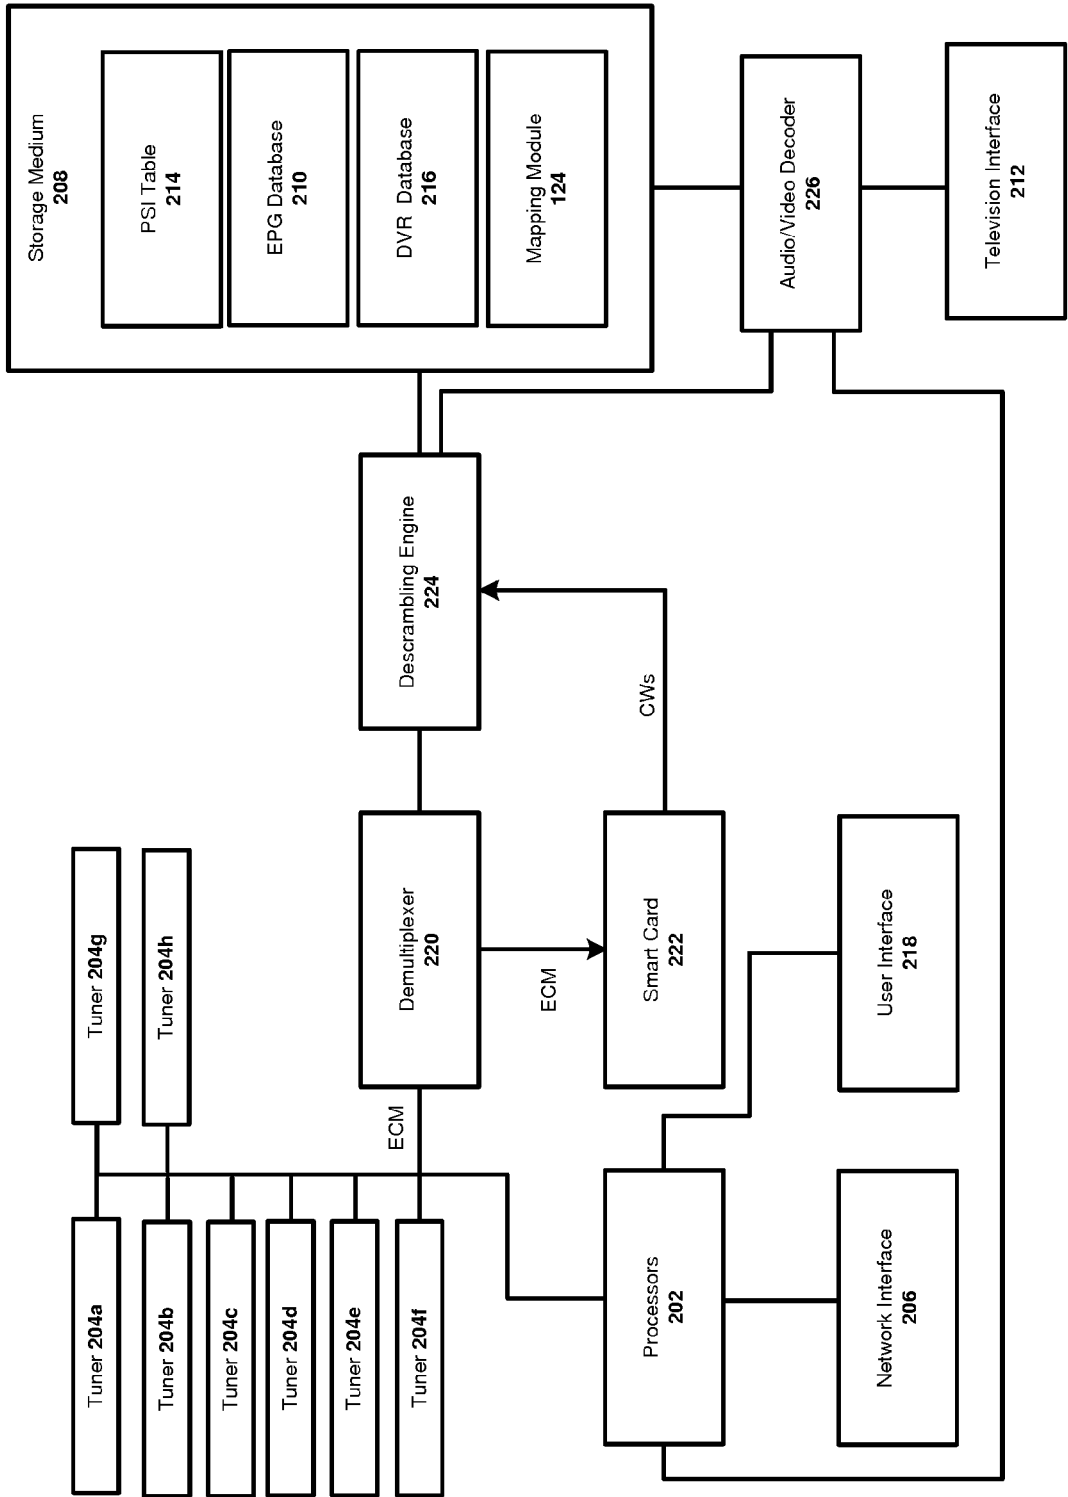 Tuner 204a
Tuner 204b
Tuner 204c
Tuner 204d
Tuner 204e
Tuner 204f
Tuner 204g
Tuner 204h
ECM
Demultiplexer
220
ECM
Smart Card
222
CWs
Descrambling Engine
224
Storage Medium
208
PSI Table
214
EPG Database
210
DVR Database
216
Mapping Module
124
Processors
202
Network Interface
206
User Interface
218
Audio/Video Decoder
226
Television Interface
212